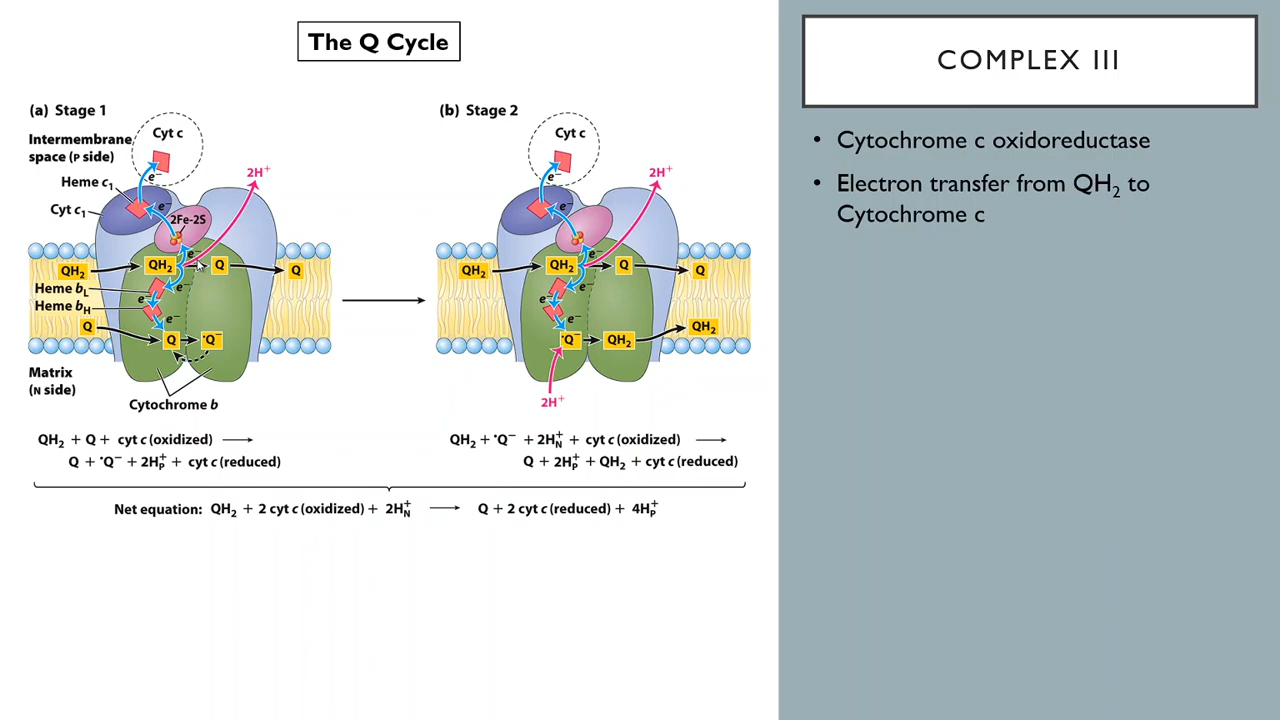 The Q Cycle
(a) Stage 1
Intermembrane
space (P side)
Cyt c
e⁻
2H⁺
Heme c₁
e⁻
Cyt c₁
2Fe-2S
e⁻
QH₂
QH₂
Q
Q
Heme b_L
e⁻
Heme b_H
e⁻
e⁻
Q
Q
·Q⁻
Matrix
(N side)
Cytochrome b
QH₂ + Q + cyt c (oxidized) ⟶
Q + ·Q⁻ + 2H⁺_P + cyt c (reduced)
(b) Stage 2
Cyt c
e⁻
2H⁺
e⁻
e⁻
QH₂
QH₂
Q
Q
e⁻
e⁻
e⁻
QH₂
·Q⁻
QH₂
2H⁺
QH₂ + ·Q⁻ + 2H⁺_N + cyt c (oxidized) ⟶
Q + 2H⁺_P + QH₂ + cyt c (reduced)
Net equation: QH₂ + 2 cyt c (oxidized) + 2H⁺_N ⟶ Q + 2 cyt c (reduced) + 4H⁺_P
COMPLEX III
• Cytochrome c oxidoreductase
• Electron transfer from QH₂ to
Cytochrome c